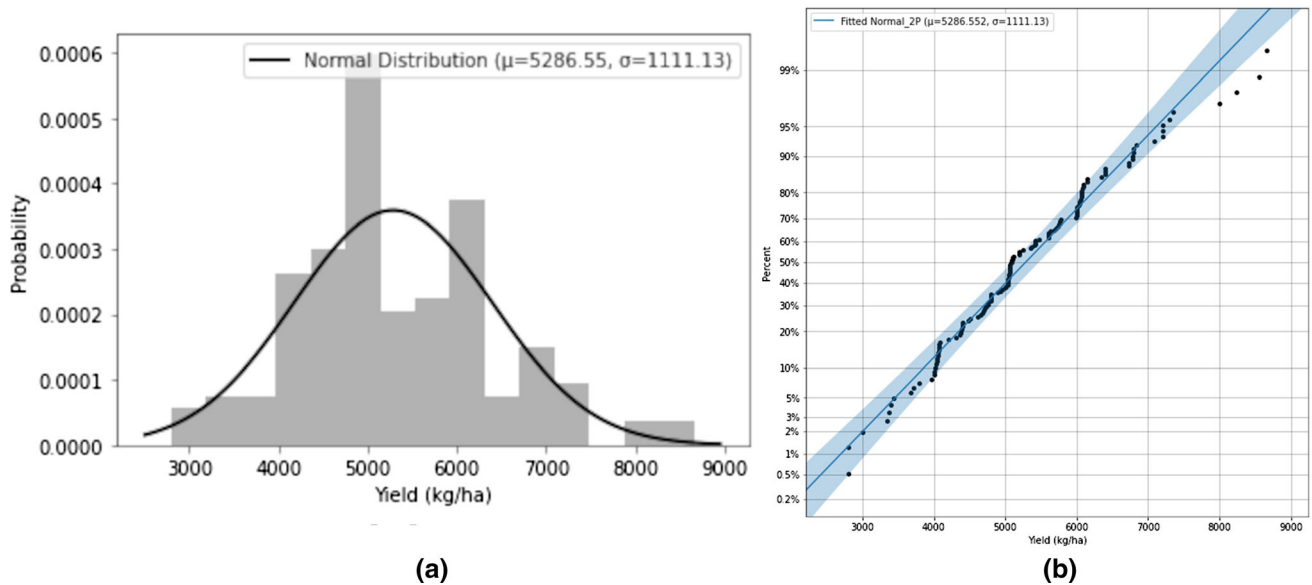 Normal Distribution (μ=5286.55, σ=1111.13)
0.0006
0.0005
0.0004
0.0003
0.0002
0.0001
0.0000
Probability
3000 4000 5000 6000 7000 8000 9000
Yield (kg/ha)
(a)
Fitted Normal_2P (μ=5286.552, σ=1111.13)
99%
95%
90%
80%
70%
60%
50%
40%
30%
20%
10%
5%
3%
2%
1%
0.5%
0.2%
Percent
3000 4000 5000 6000 7000 8000 9000
Yield (kg/ha)
(b)